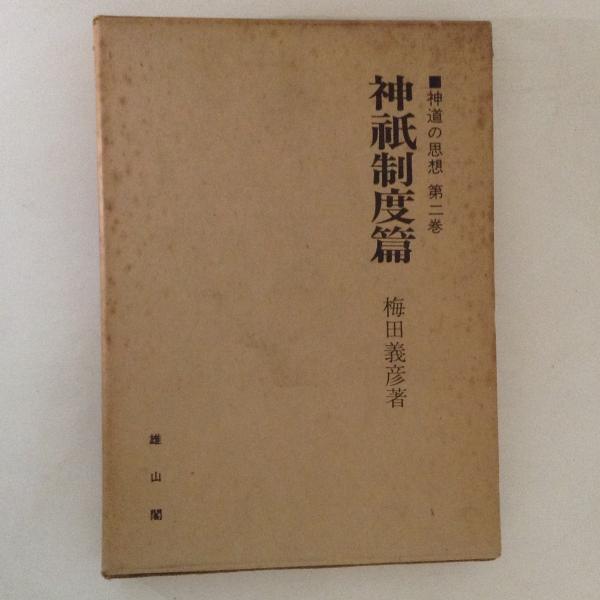 ■神道の思想 第二巻
神祇制度篇
梅田義彦著
雄山閣